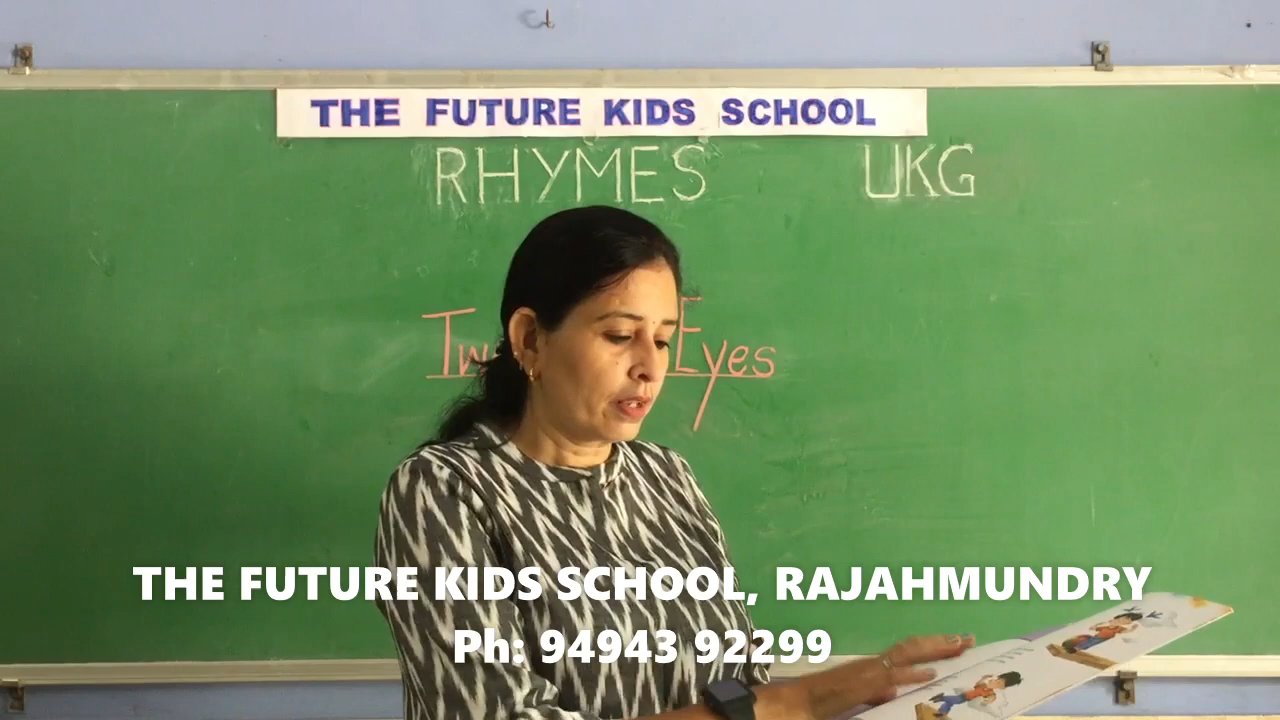 THE FUTURE KIDS SCHOOL
RHYMES UKG
Eyes
THE FUTURE KIDS SCHOOL, RAJAHMUNDRY
Ph: 94943 92299